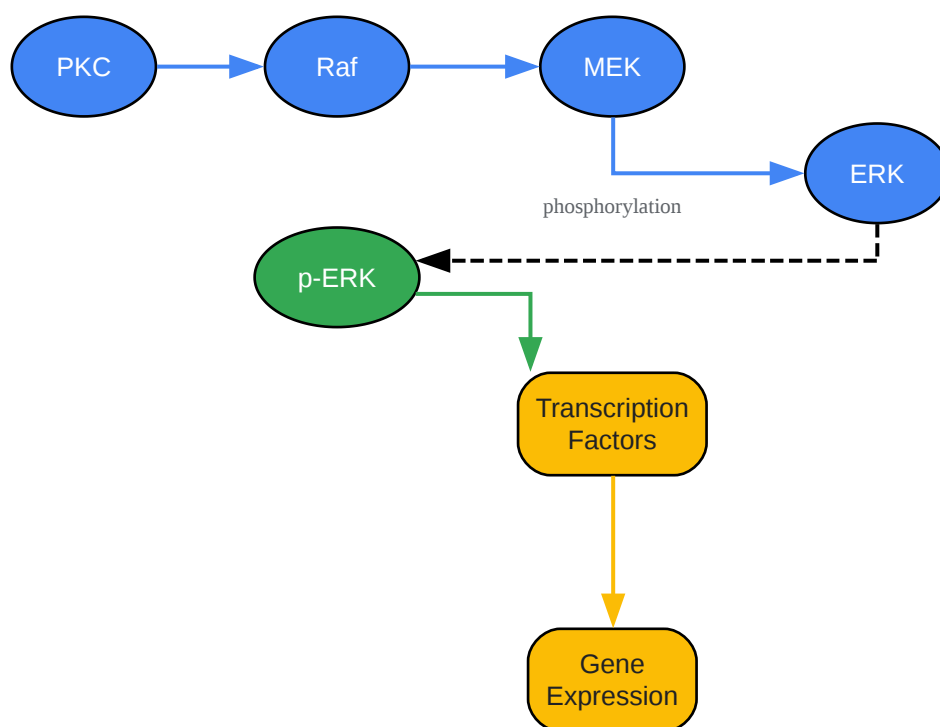 PKC
Raf
MEK
ERK
phosphorylation
p-ERK
Transcription
Factors
Gene
Expression